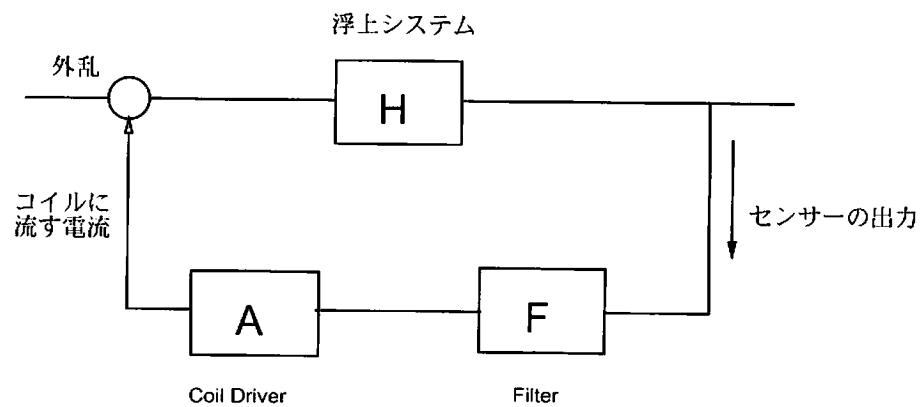 浮上システム
外乱
H
コイルに
流す電流
センサーの出力
A
F
Coil Driver
Filter